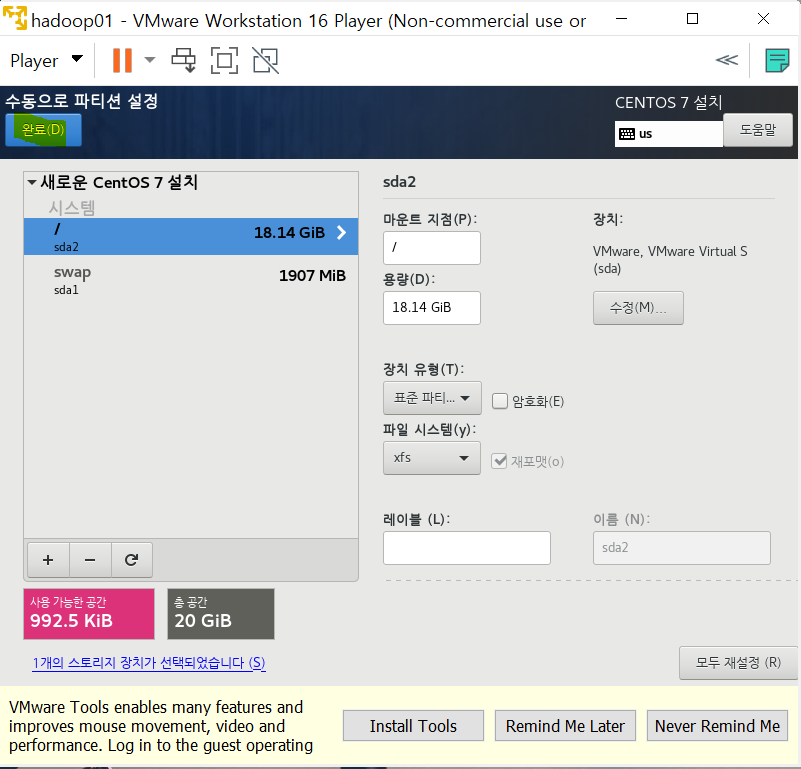 hadoop01 - VMware Workstation 16 Player (Non-commercial use or
Player
수동으로 파티션 설정
완료(D)
CENTOS 7 설치
us
도움말
새로운 CentOS 7 설치
시스템
/
sda2
18.14 GiB
swap
sda1
1907 MiB
sda2
마운트 지점(P):
/
용량(D):
18.14 GiB
장치:
VMware, VMware Virtual S
(sda)
수정(M)...
장치 유형(T):
표준 파티...
암호화(E)
파일 시스템(y):
xfs
재포맷(o)
레이블 (L):
이름 (N):
sda2
+
−
사용 가능한 공간
992.5 KiB
총 공간
20 GiB
1개의 스토리지 장치가 선택되었습니다 (S)
모두 재설정 (R)
VMware Tools enables many features and
improves mouse movement, video and
performance. Log in to the guest operating
Install Tools
Remind Me Later
Never Remind Me